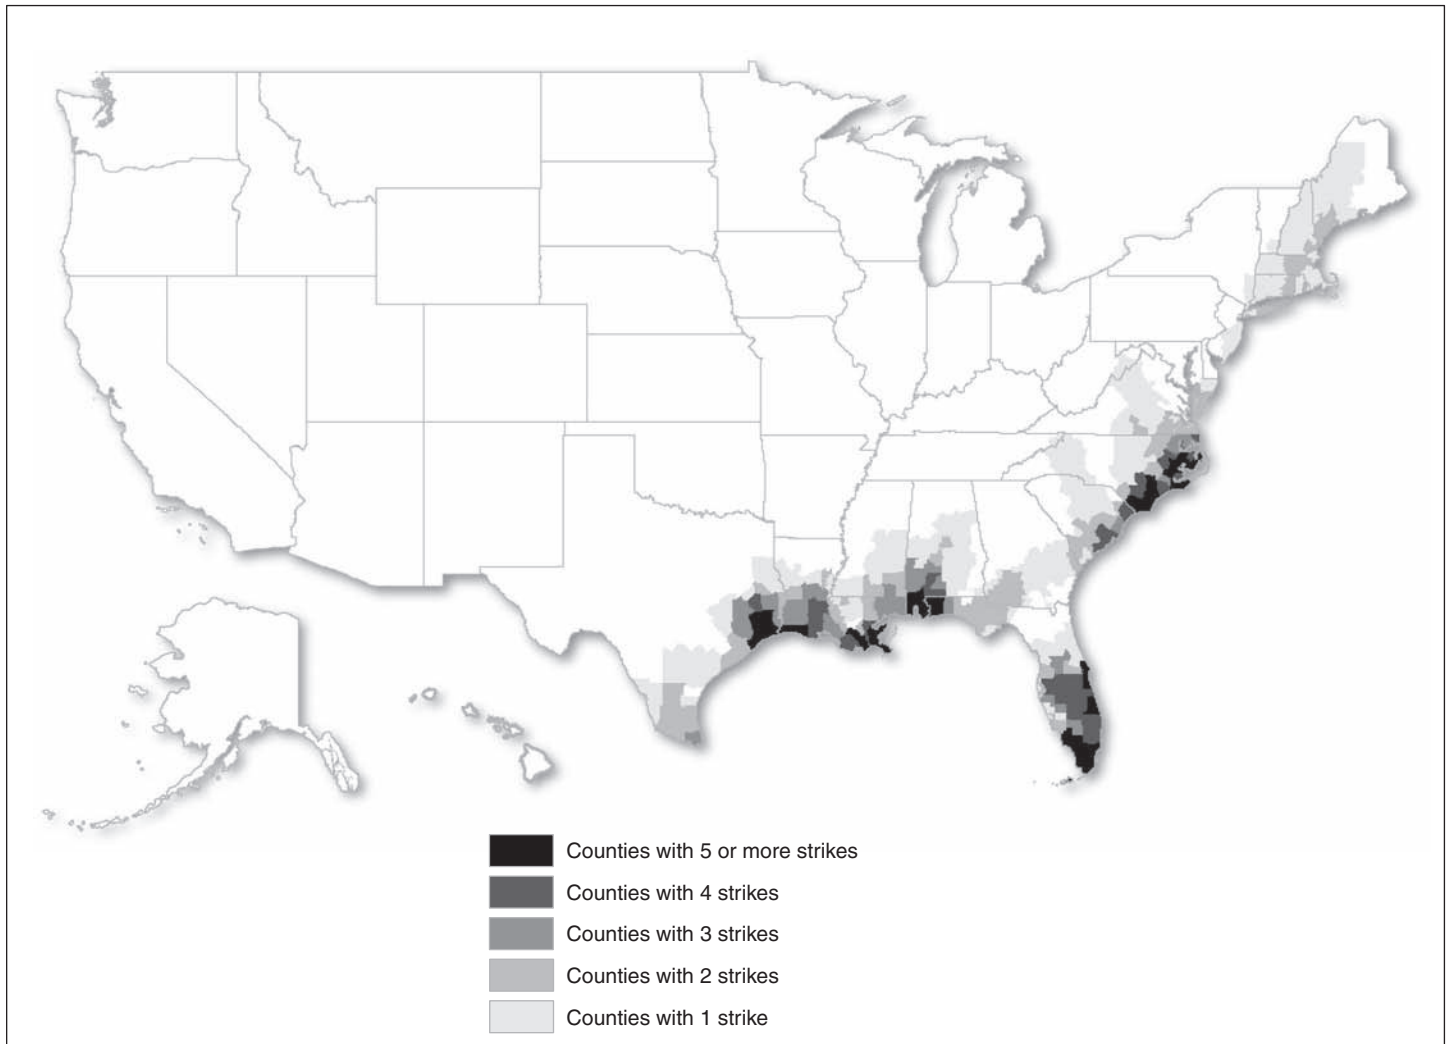 Counties with 5 or more strikes
Counties with 4 strikes
Counties with 3 strikes
Counties with 2 strikes
Counties with 1 strike